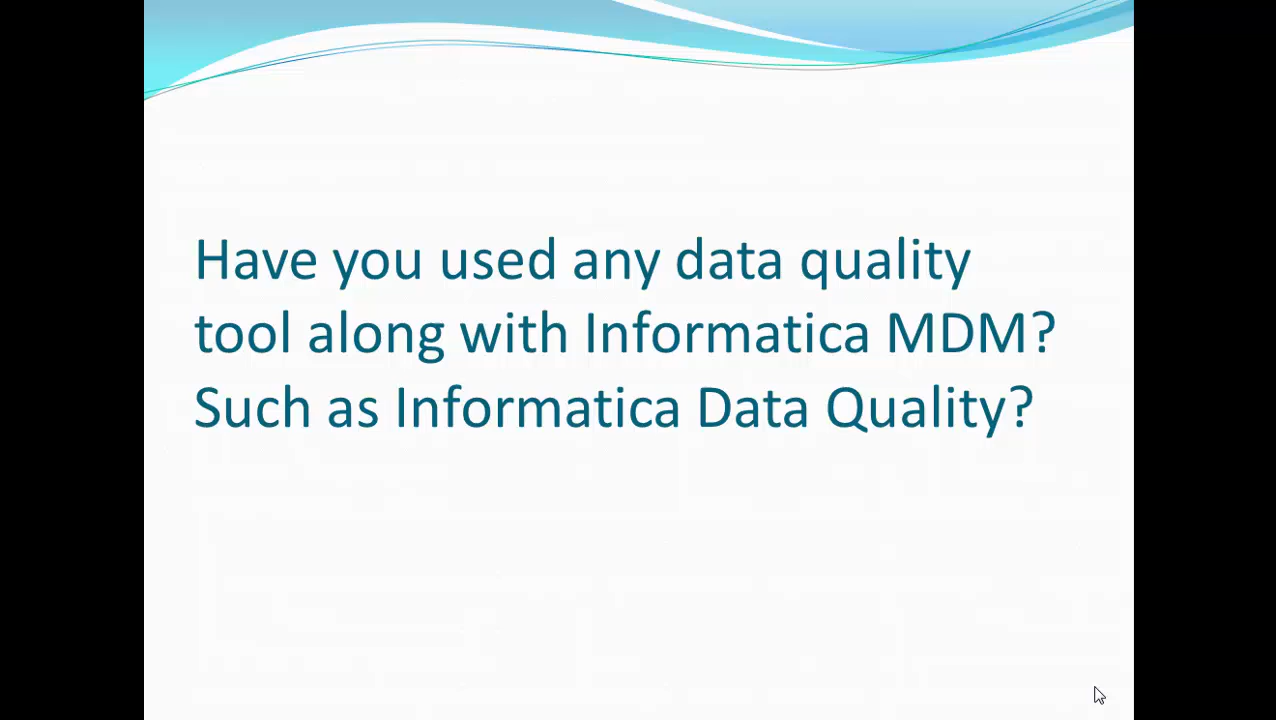 Have you used any data quality
tool along with Informatica MDM?
Such as Informatica Data Quality?